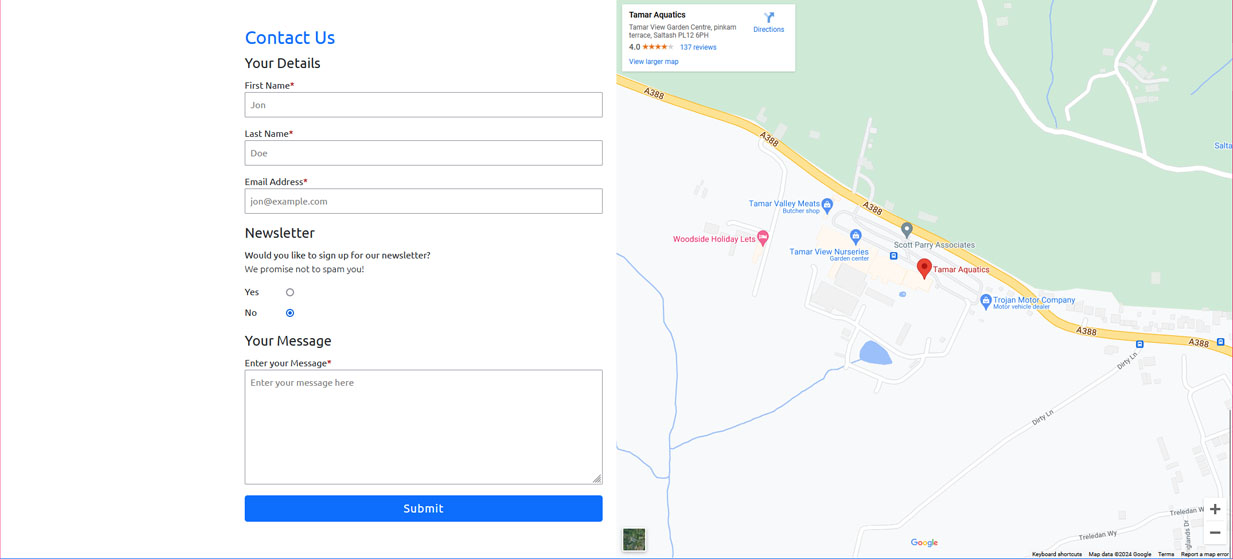 Contact Us
Your Details
First Name*
Jon
Last Name*
Doe
Email Address*
jon@example.com
Newsletter
Would you like to sign up for our newsletter?
We promise not to spam you!
Yes
No
Your Message
Enter your Message*
Enter your message here
Submit
Tamar Aquatics
Tamar View Garden Centre, pinkam
terrace, Saltash PL12 6PH
Directions
4.0 137 reviews
View larger map
A388
A388
Salta
Tamar Valley Meats
Butcher shop
A388
Woodside Holiday Lets
Scott Parry Associates
Tamar View Nurseries
Garden center
Tamar Aquatics
Trojan Motor Company
Motor vehicle dealer
A388
A388
Dirty Ln
Dirty Ln
Treledan W
Treledan Wy
glands Dr
Google
Keyboard shortcuts Map data ©2024 Google Terms Report a map error